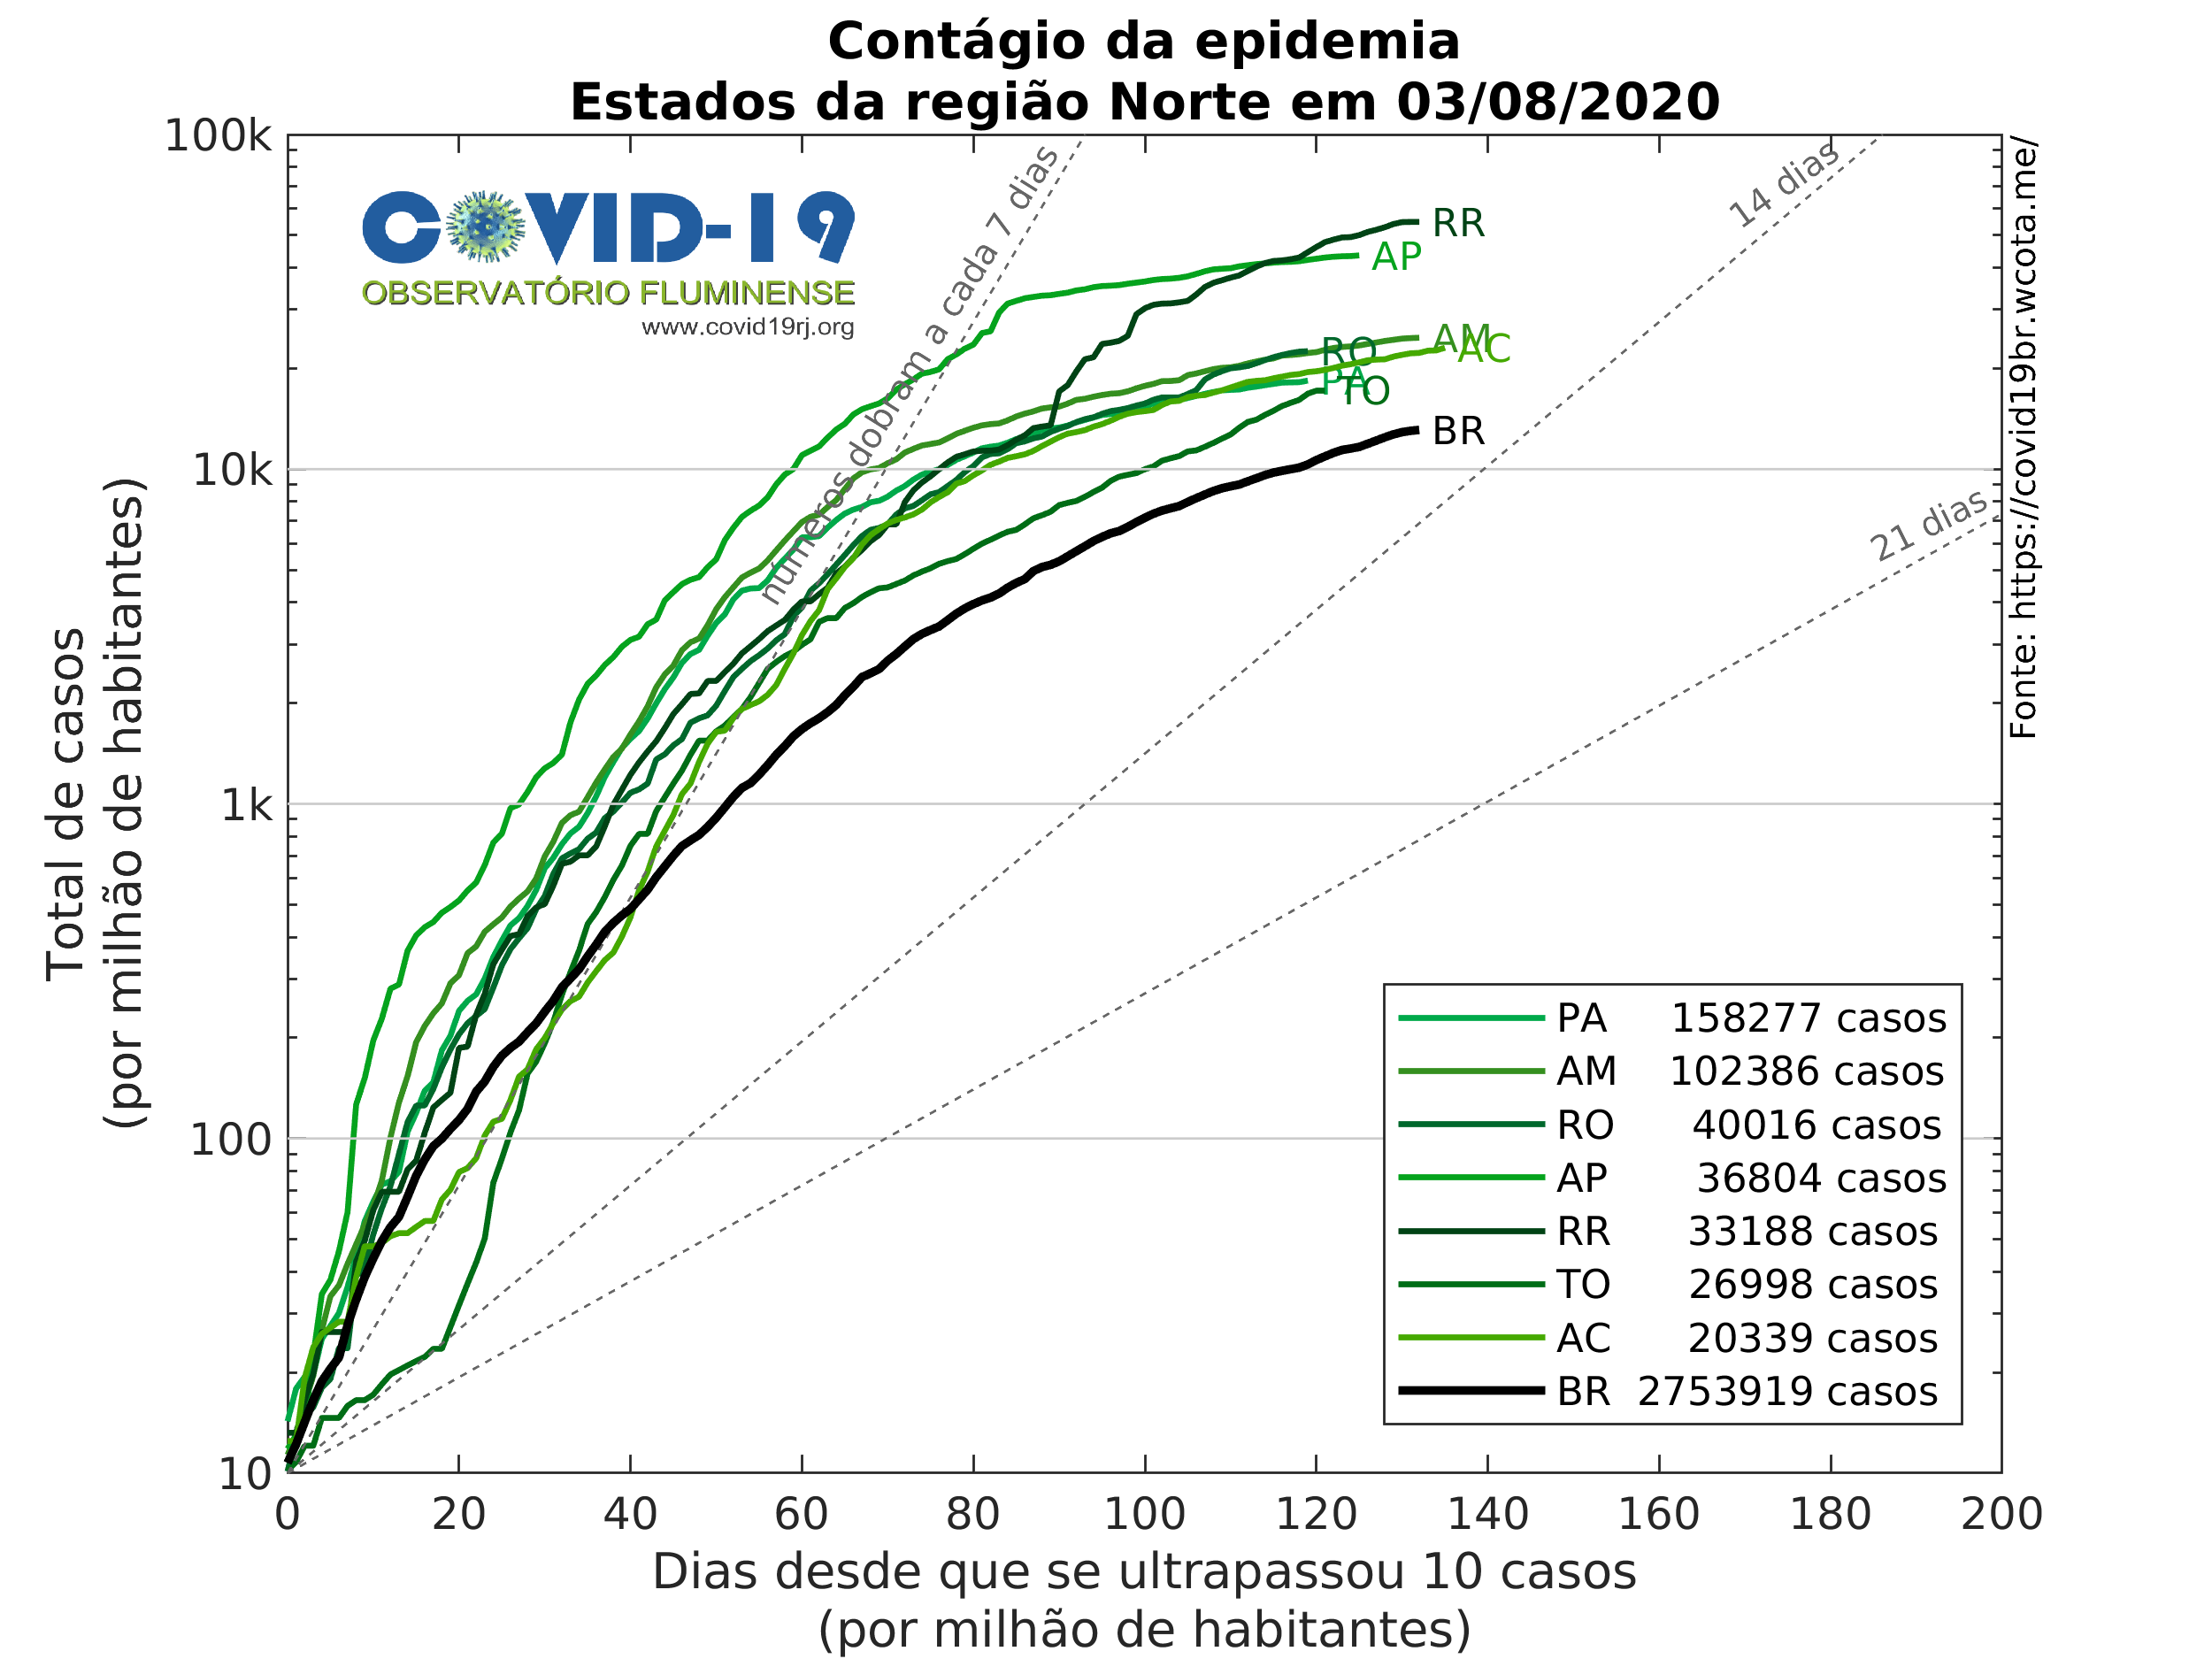 Contágio da epidemia
Estados da região Norte em 03/08/2020
100k
10k
1k
100
10
Total de casos
(por milhão de habitantes)
COVID-19
OBSERVATÓRIO FLUMINENSE
www.covid19rj.org
números dobram a cada 7 dias
14 dias
21 dias
RR
AP
AM
AC
RO
PA
TO
BR
Fonte: https://covid19br.wcota.me/
PA 158277 casos
AM 102386 casos
RO 40016 casos
AP 36804 casos
RR 33188 casos
TO 26998 casos
AC 20339 casos
BR 2753919 casos
0 20 40 60 80 100 120 140 160 180 200
Dias desde que se ultrapassou 10 casos
(por milhão de habitantes)